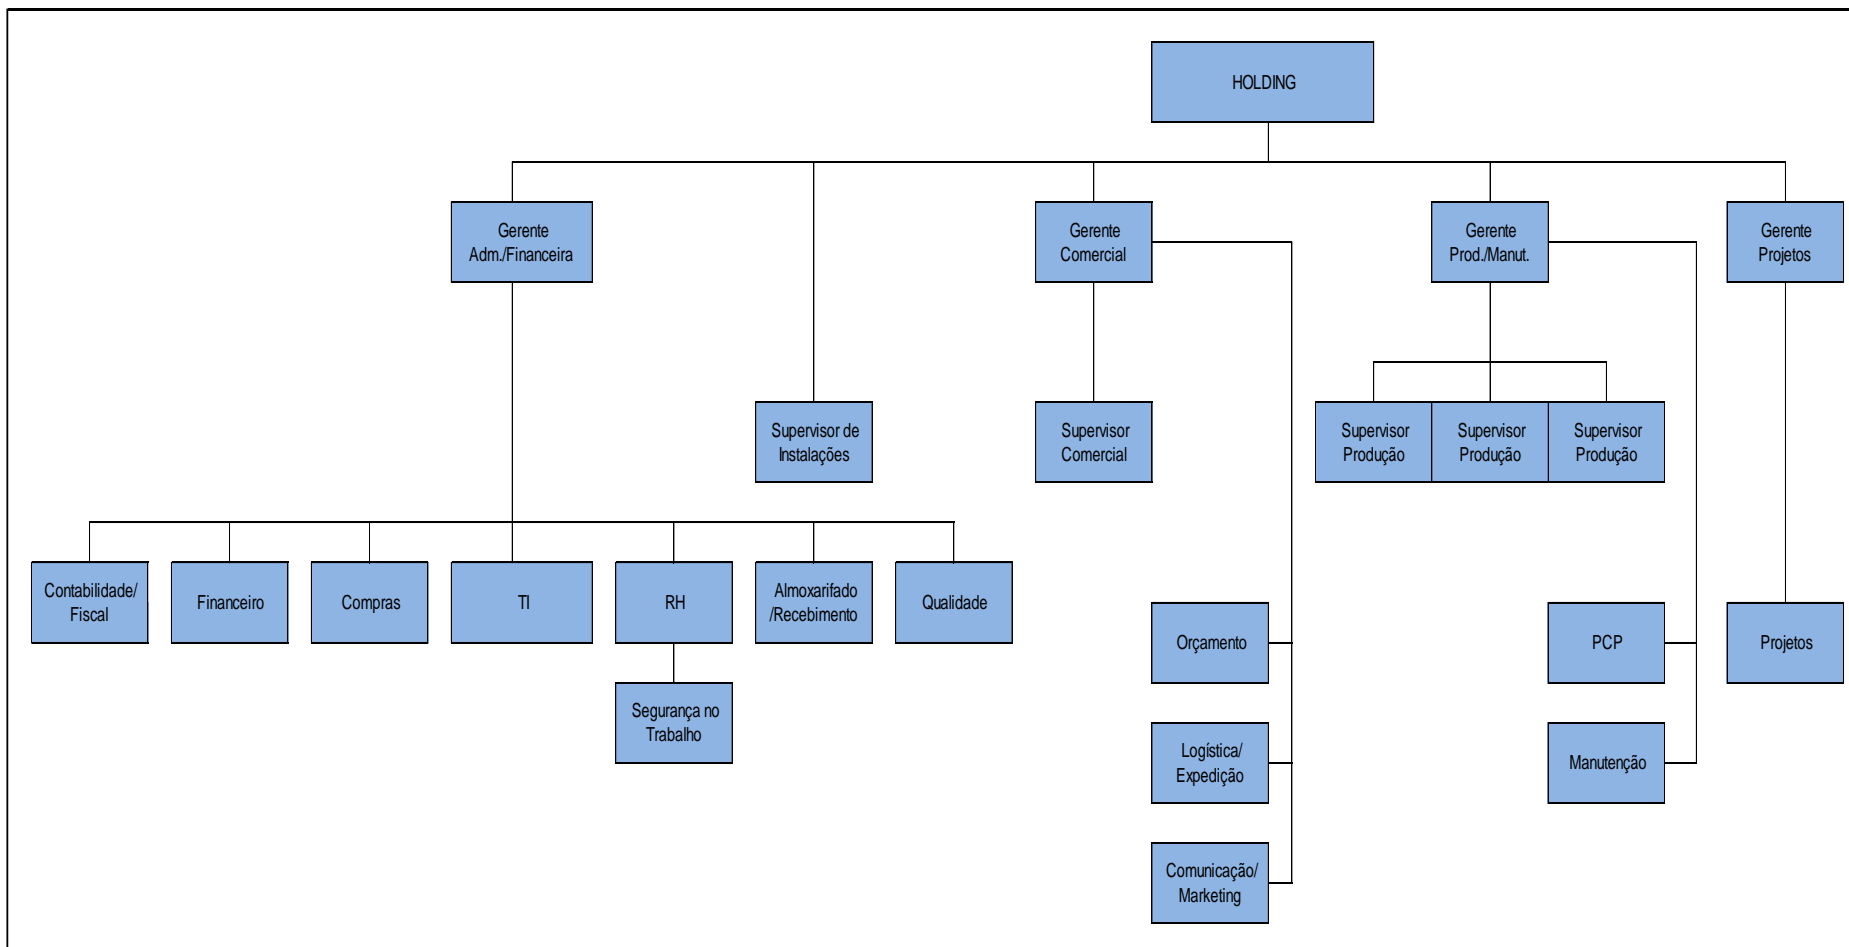 HOLDING
Gerente
Adm./Financeira
Gerente
Comercial
Gerente
Prod./Manut.
Gerente
Projetos
Supervisor de
Instalações
Supervisor
Comercial
Supervisor
Produção
Supervisor
Produção
Supervisor
Produção
Contabilidade/
Fiscal
Financeiro
Compras
TI
RH
Almoxarifado
/Recebimento
Qualidade
Orçamento
PCP
Projetos
Segurança no
Trabalho
Logística/
Expedição
Manutenção
Comunicação/
Marketing